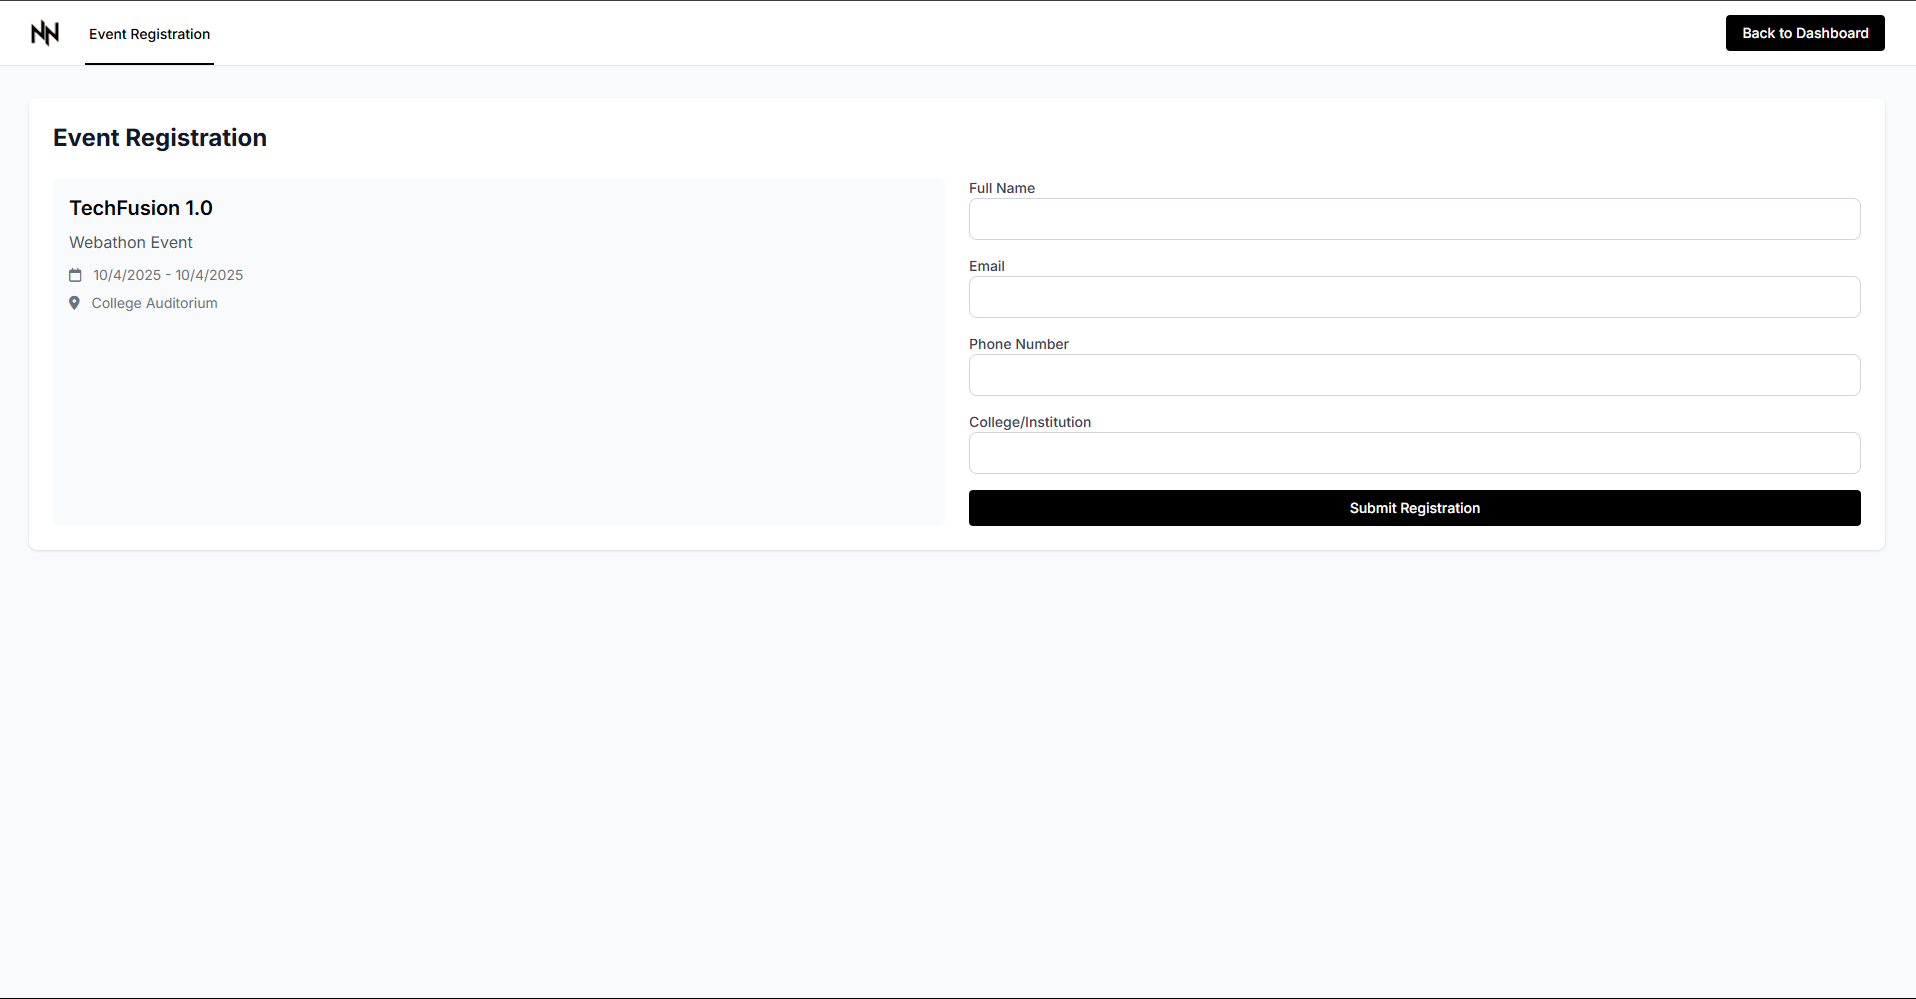 Event Registration
Back to Dashboard
Event Registration
TechFusion 1.0
Webathon Event
10/4/2025 - 10/4/2025
College Auditorium
Full Name
Email
Phone Number
College/Institution
Submit Registration